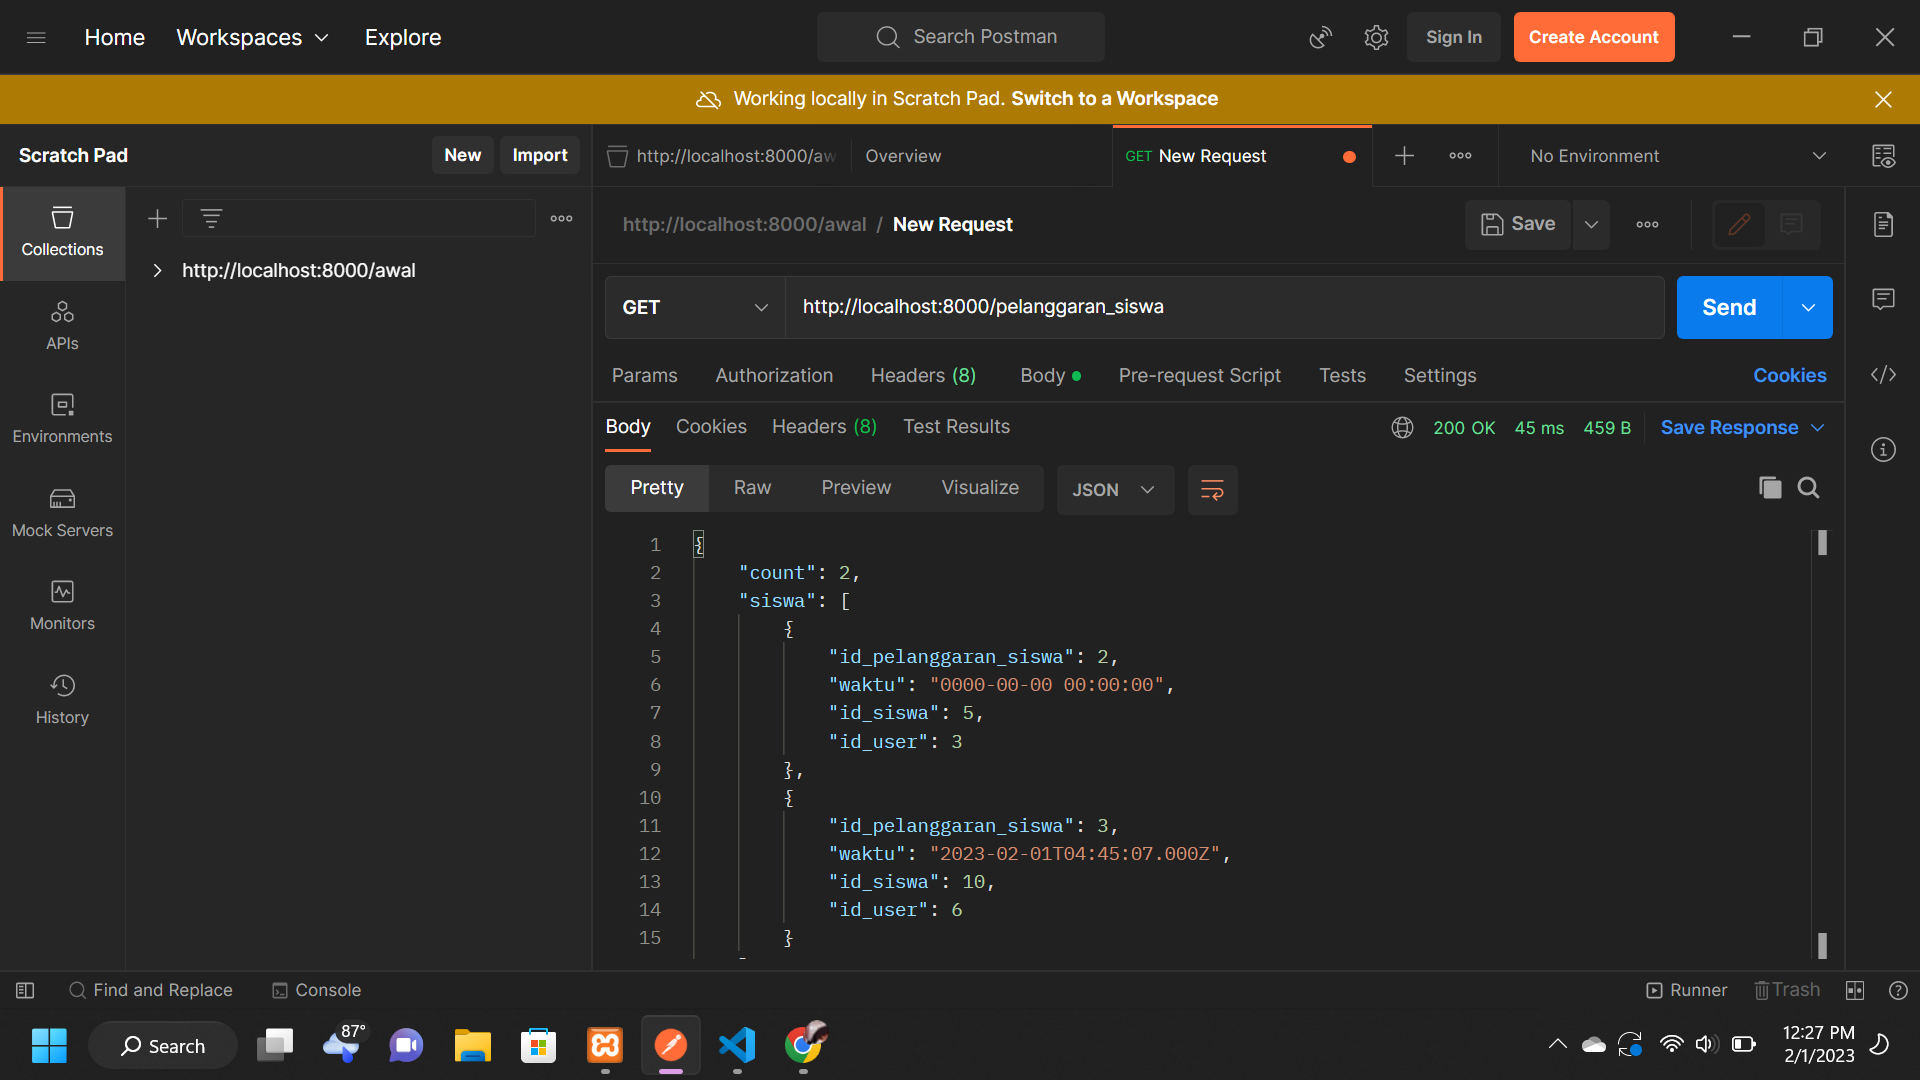 Home Workspaces Explore Search Postman Sign In Create Account
Working locally in Scratch Pad. Switch to a Workspace
Scratch Pad New Import http://localhost:8000/aw Overview GET New Request No Environment
Collections
APIs
Environments
Mock Servers
Monitors
History
http://localhost:8000/awal
http://localhost:8000/awal / New Request Save
GET http://localhost:8000/pelanggaran_siswa Send
Params Authorization Headers (8) Body Pre-request Script Tests Settings Cookies
Body Cookies Headers (8) Test Results 200 OK 45 ms 459 B Save Response
Pretty Raw Preview Visualize JSON
1 {
2 "count": 2,
3 "siswa": [
4 {
5 "id_pelanggaran_siswa": 2,
6 "waktu": "0000-00-00 00:00:00",
7 "id_siswa": 5,
8 "id_user": 3
9 },
10 {
11 "id_pelanggaran_siswa": 3,
12 "waktu": "2023-02-01T04:45:07.000Z",
13 "id_siswa": 10,
14 "id_user": 6
15 }
Find and Replace Console Runner Trash
Search 87° 12:27 PM
2/1/2023